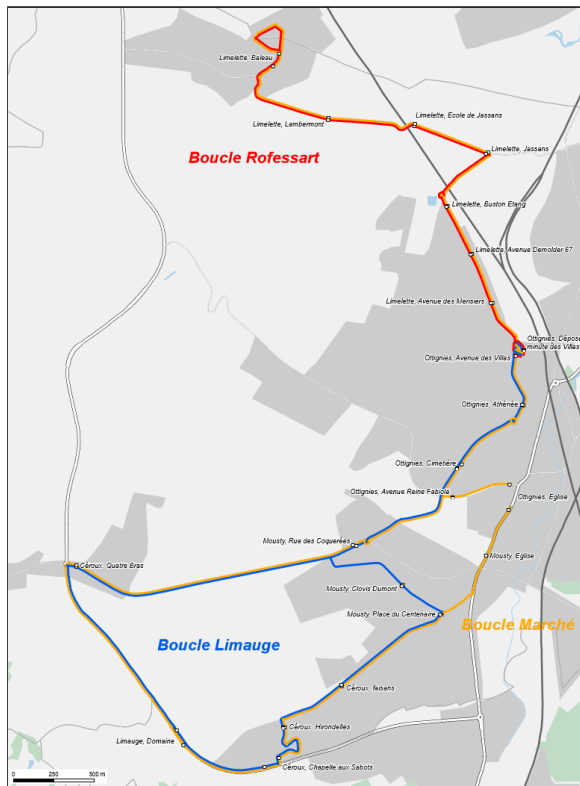 Limelette, Baleau
Limelette, Lambermont
Limelette, Ecole de Jassans
Limelette, Jassans
Boucle Rofessart
Limelette, Buston Etang
Limelette, Avenue Demolder 67
Limelette, Avenue des Merisiers
Ottignies, Dépose
minute des Villas
Ottignies, Avenue des Villas
Ottignies, Athénée
Ottignies, Cimetière
Ottignies, Avenue Reine Fabiola
Ottignies, Eglise
Mousty, Rue des Coquerées
Mousty, Eglise
Céroux, Quatre Bras
Mousty, Clovis Dumont
Mousty, Place du Centenaire
Boucle Marché
Boucle Limauge
Céroux, faisans
Céroux, Hirondelles
Limauge, Domaine
Céroux, Chapelle aux Sabots
0 250 500 m